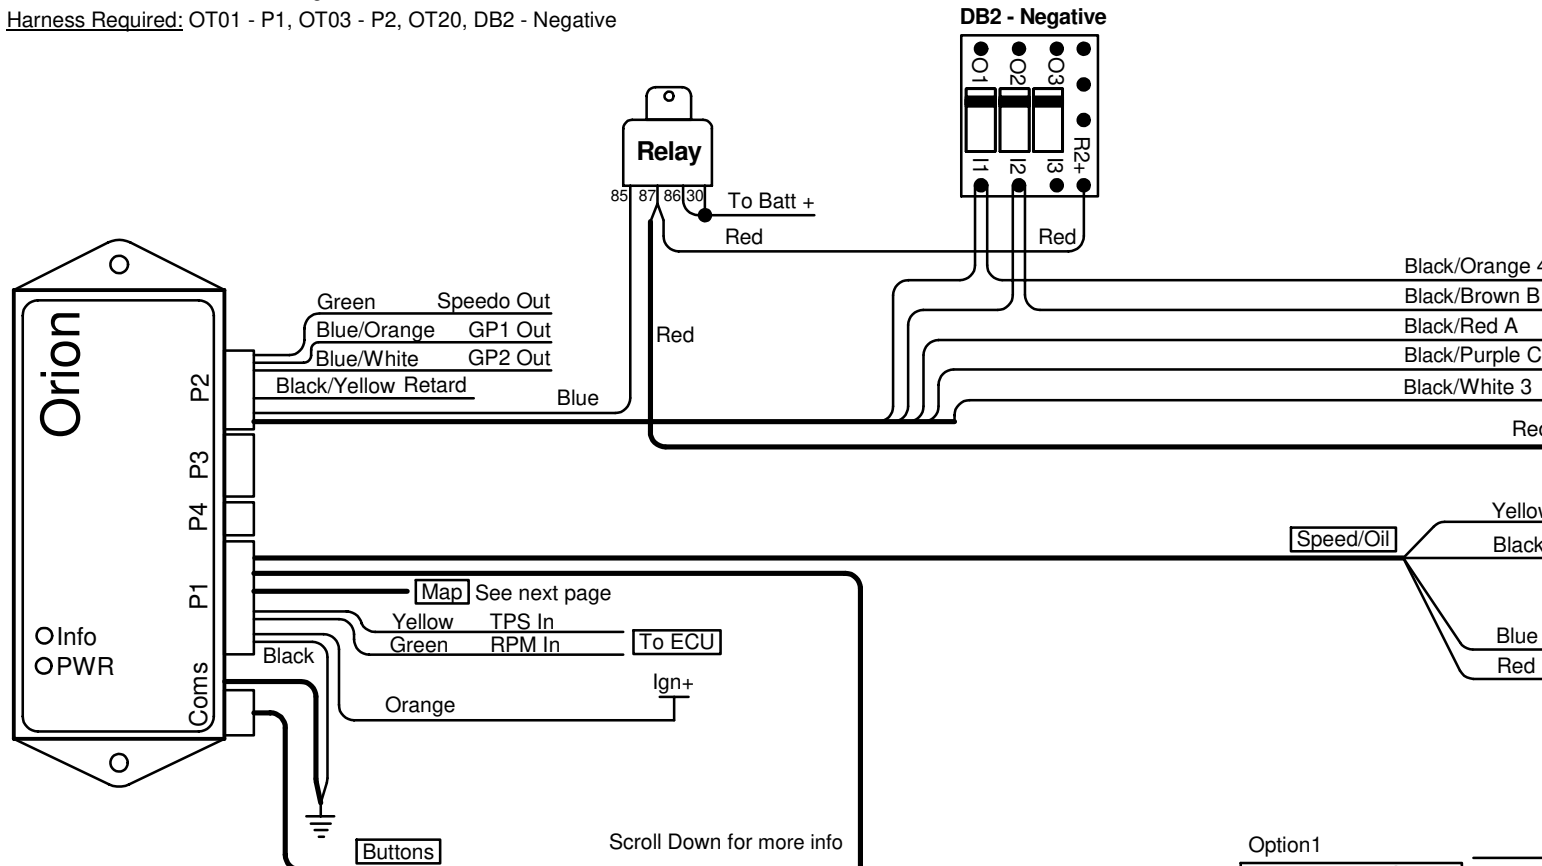 Harness Required: OT01 - P1, OT03 - P2, OT20, DB2 - Negative
DB2 - Negative
O1 O2 O3
I1 I2 I3 R2+
Relay
85 87 86 30
To Batt +
Red
Red
Red
Black/Orange 4
Black/Brown B
Black/Red A
Black/Purple C
Black/White 3
Red
Orion
P2
P3
P4
P1
Coms
Info
PWR
Green Speedo Out
Blue/Orange GP1 Out
Blue/White GP2 Out
Black/Yellow Retard
Blue
Speed/Oil
Yellow
Black
Blue
Red
Map See next page
Yellow TPS In
Green RPM In
To ECU
Black
Orange
Ign+
Buttons
Scroll Down for more info
Option1